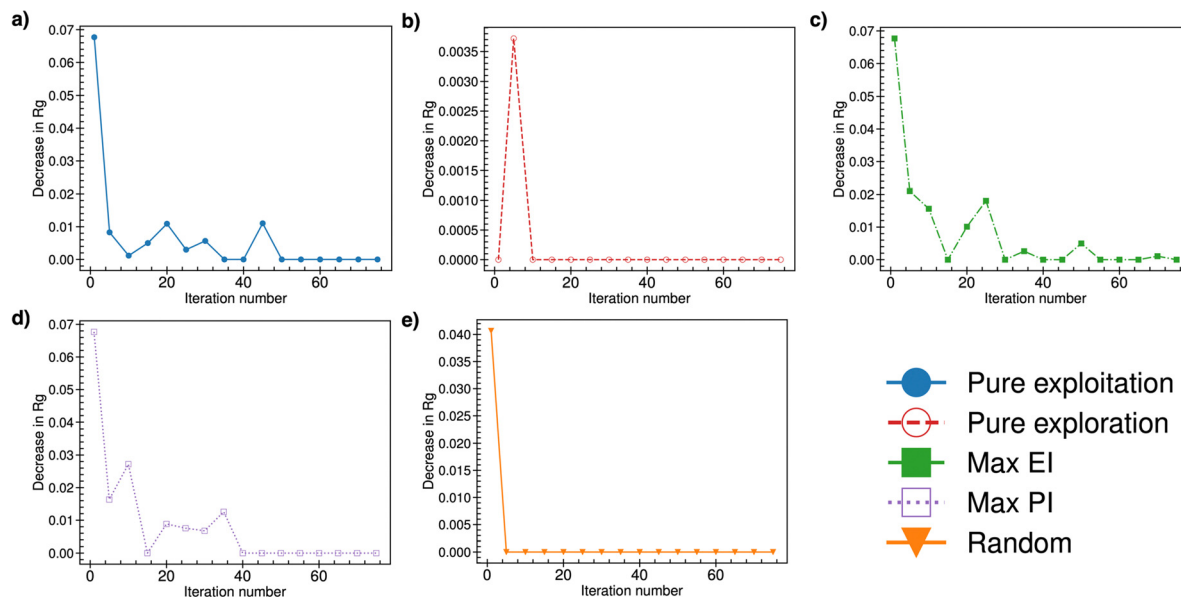 a)
0.07
0.06
0.05
0.04
0.03
0.02
0.01
0.00
Decrease in Rg
0 20 40 60
Iteration number
b)
0.0035
0.0030
0.0025
0.0020
0.0015
0.0010
0.0005
0.0000
Decrease in Rg
0 20 40 60
Iteration number
c)
0.07
0.06
0.05
0.04
0.03
0.02
0.01
0.00
Decrease in Rg
0 20 40 60
Iteration number
d)
0.07
0.06
0.05
0.04
0.03
0.02
0.01
0.00
Decrease in Rg
0 20 40 60
Iteration number
e)
0.040
0.035
0.030
0.025
0.020
0.015
0.010
0.005
0.000
Decrease in Rg
0 20 40 60
Iteration number
Pure exploitation
Pure exploration
Max EI
Max PI
Random